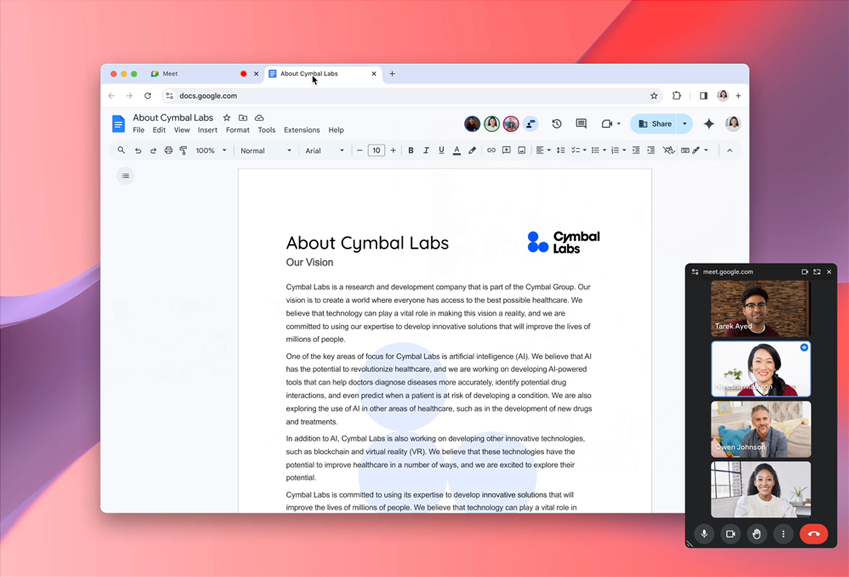 Meet
About Cymbal Labs
docs.google.com
About Cymbal Labs
File Edit View Insert Format Tools Extensions Help
Share
100% Normal Arial 10 B I U A
About Cymbal Labs
Cymbal
Labs
Our Vision
Cymbal Labs is a research and development company that is part of the Cymbal Group. Our
vision is to create a world where everyone has access to the best possible healthcare. We
believe that technology can play a vital role in making this vision a reality, and we are
committed to using our expertise to develop innovative solutions that will improve the lives of
millions of people.
One of the key areas of focus for Cymbal Labs is artificial intelligence (AI). We believe that AI
has the potential to revolutionize healthcare, and we are working on developing AI-powered
tools that can help doctors diagnose diseases more accurately, identify potential drug
interactions, and even predict when a patient is at risk of developing a condition. We are also
exploring the use of AI in other areas of healthcare, such as in the development of new drugs
and treatments.
In addition to AI, Cymbal Labs is also working on developing other innovative technologies,
such as blockchain and virtual reality (VR). We believe that these technologies have the
potential to improve healthcare in a number of ways, and we are excited to explore their
potential.
Cymbal Labs is committed to using its expertise to develop innovative solutions that will
improve the lives of millions of people. We believe that technology can play a vital role in
meet.google.com
Tarek Ayed
Owen Johnson